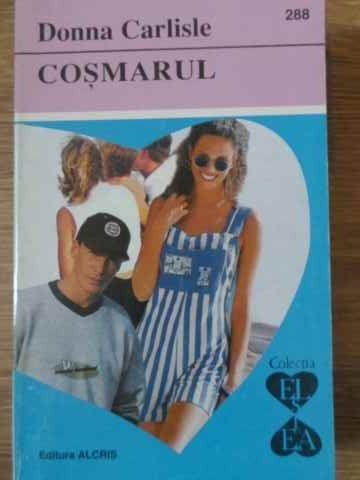 288
Donna Carlisle
COȘMARUL
Colecția
EL
ȘI
EA
Editura ALCRIS